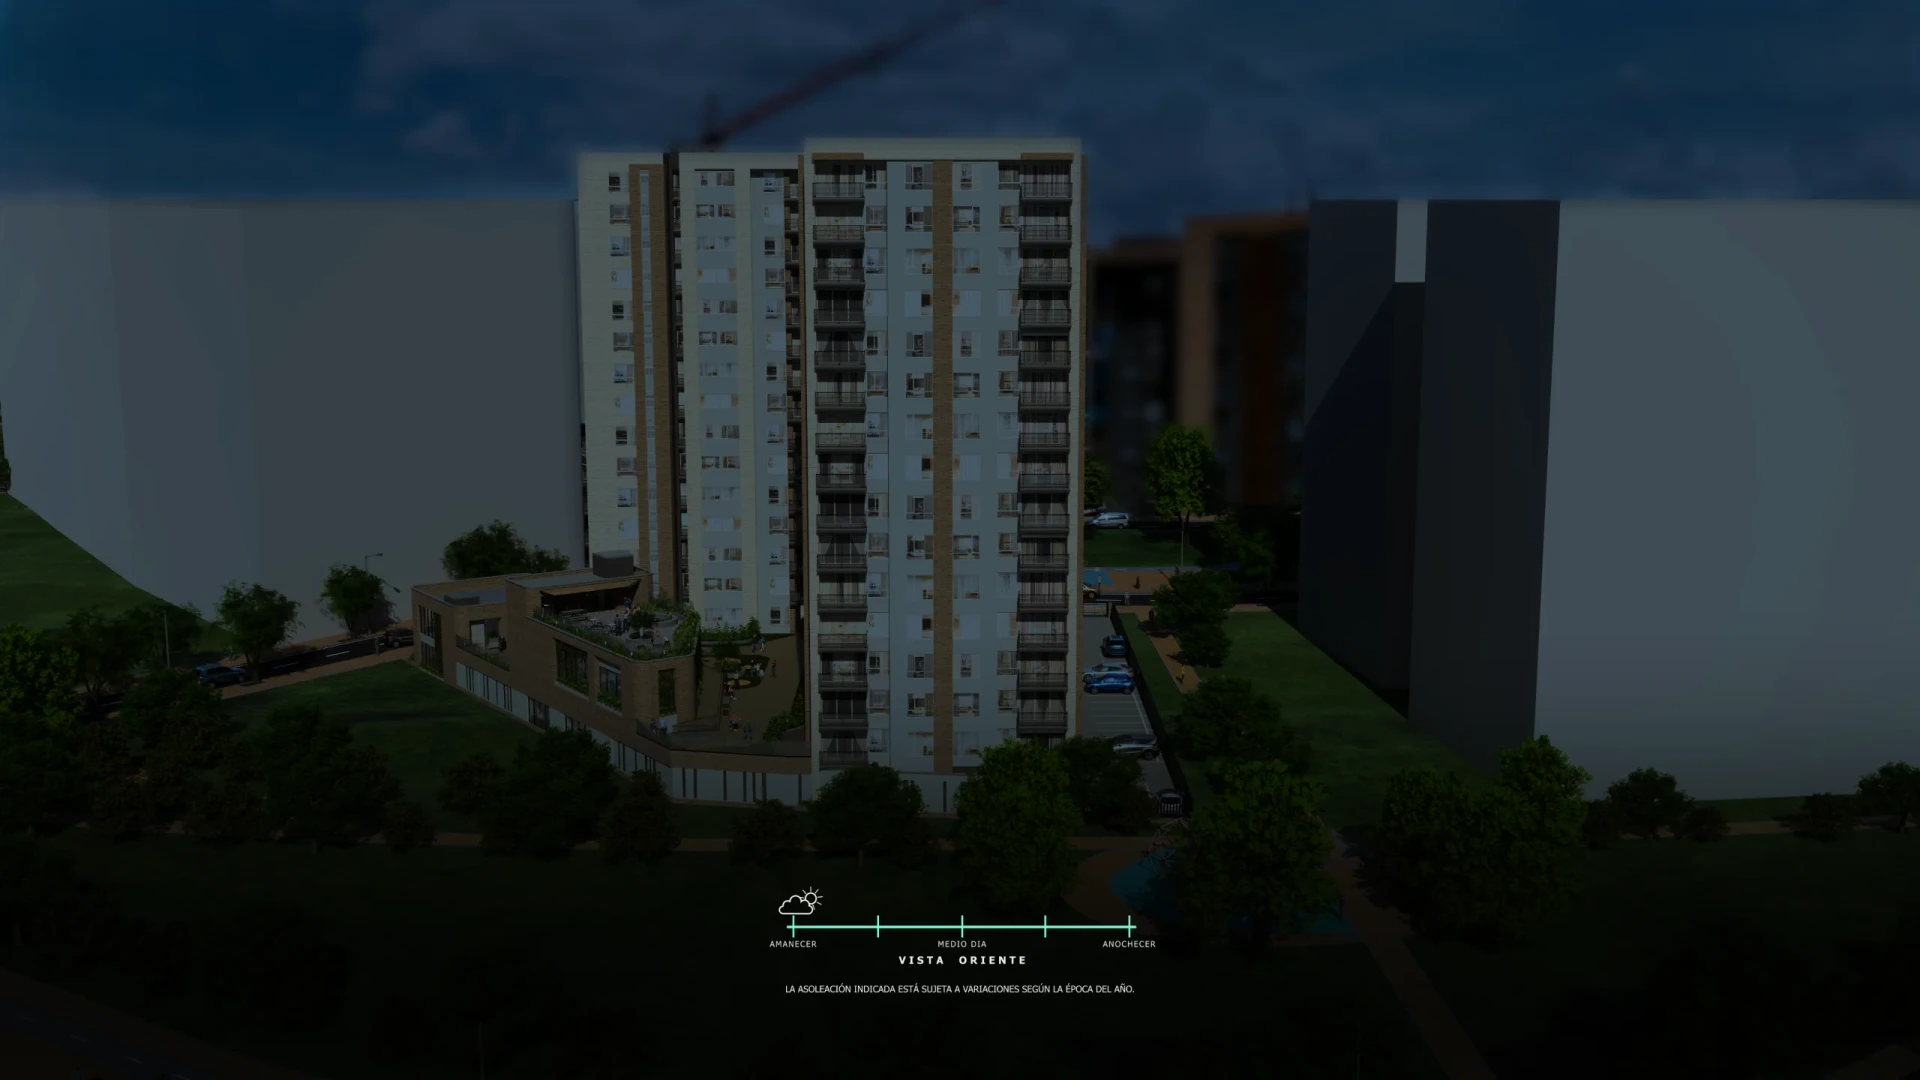 AMANECER MEDIO DIA ANOCHECER
VISTA ORIENTE
LA ASOLEACIÓN INDICADA ESTÁ SUJETA A VARIACIONES SEGÚN LA ÉPOCA DEL AÑO.